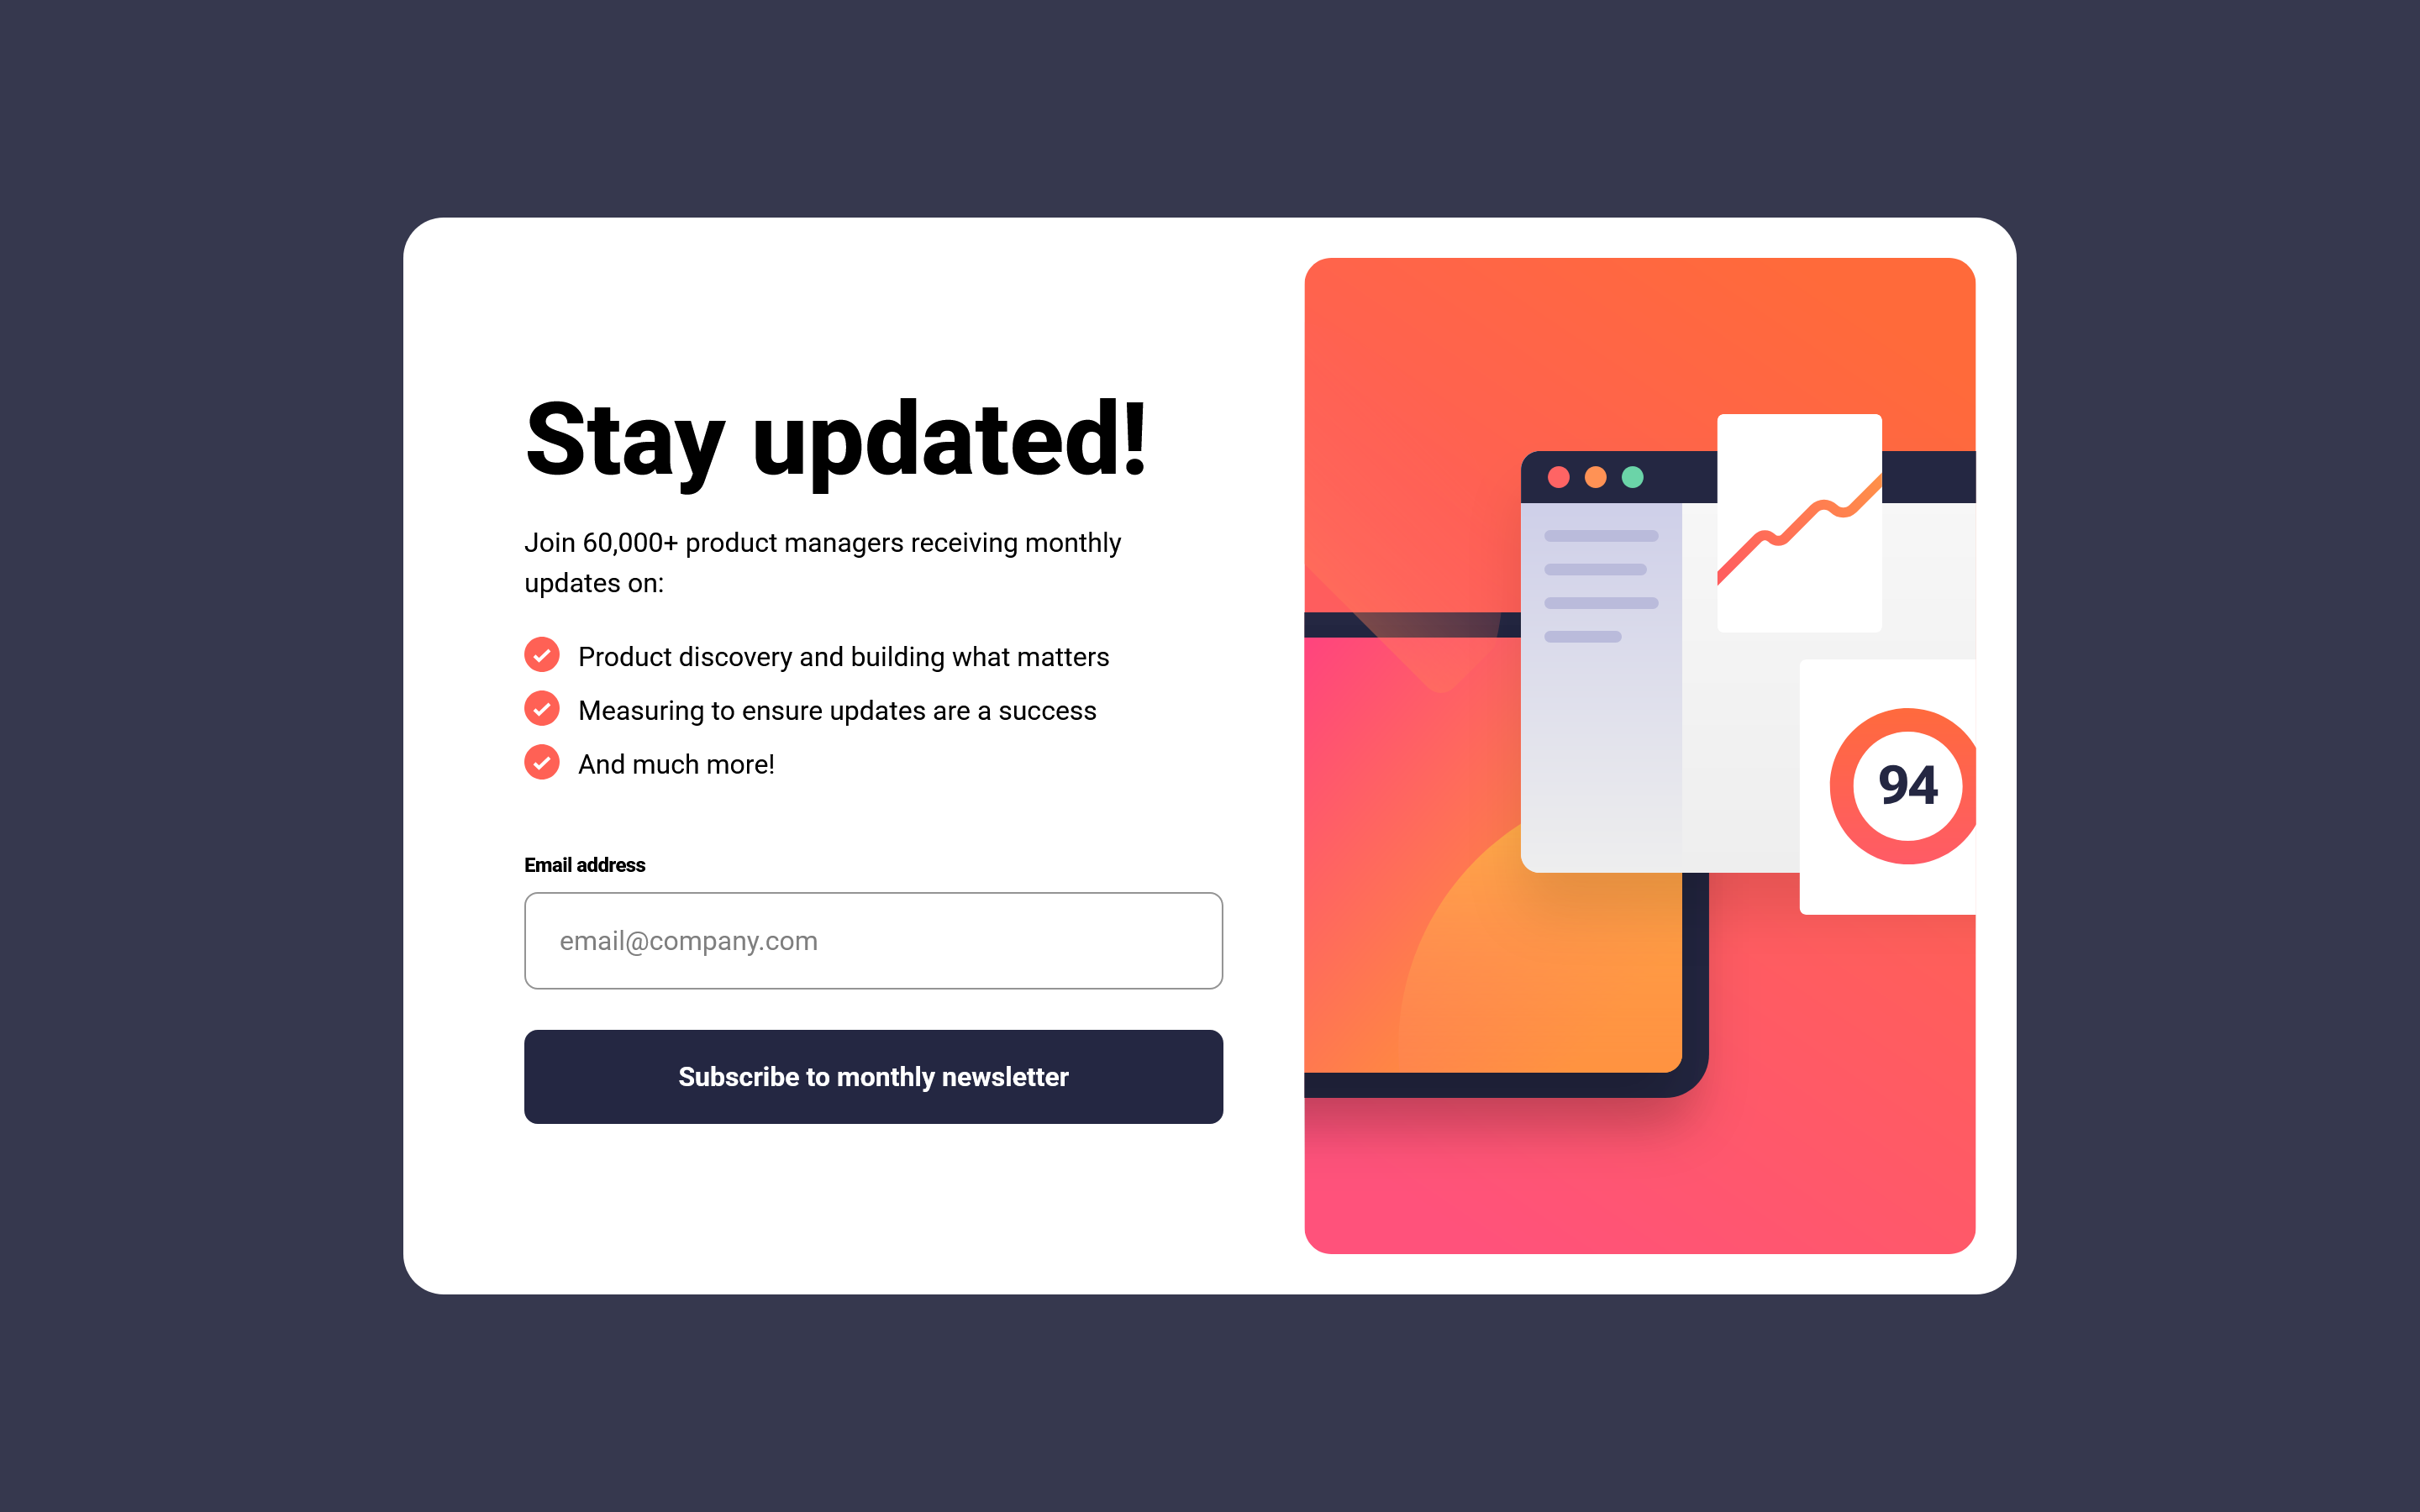 Stay updated!
Join 60,000+ product managers receiving monthly
updates on:
Product discovery and building what matters
Measuring to ensure updates are a success
And much more!
Email address
email@company.com
Subscribe to monthly newsletter
94